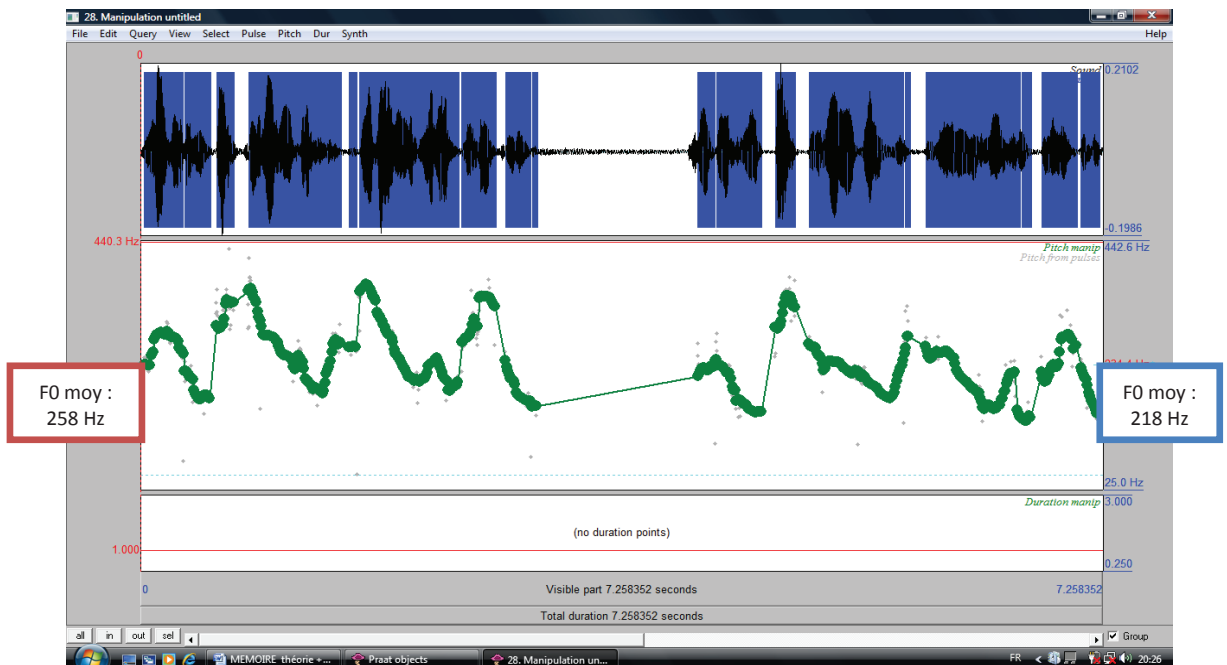 28. Manipulation untitled
File Edit Query View Select Pulse Pitch Dur Synth Help
0
Sound
0.2102
-0.1986
440.3 Hz
Pitch manip
442.6 Hz
Pitch from pulses
F0 moy :
258 Hz
F0 moy :
218 Hz
25.0 Hz
Duration manip
3.000
(no duration points)
1.000
0.250
0
Visible part 7.258352 seconds
7.258352
Total duration 7.258352 seconds
all in out sel
Group
MEMOIRE théorie +...
Praat objects
28. Manipulation un...
FR
20:26